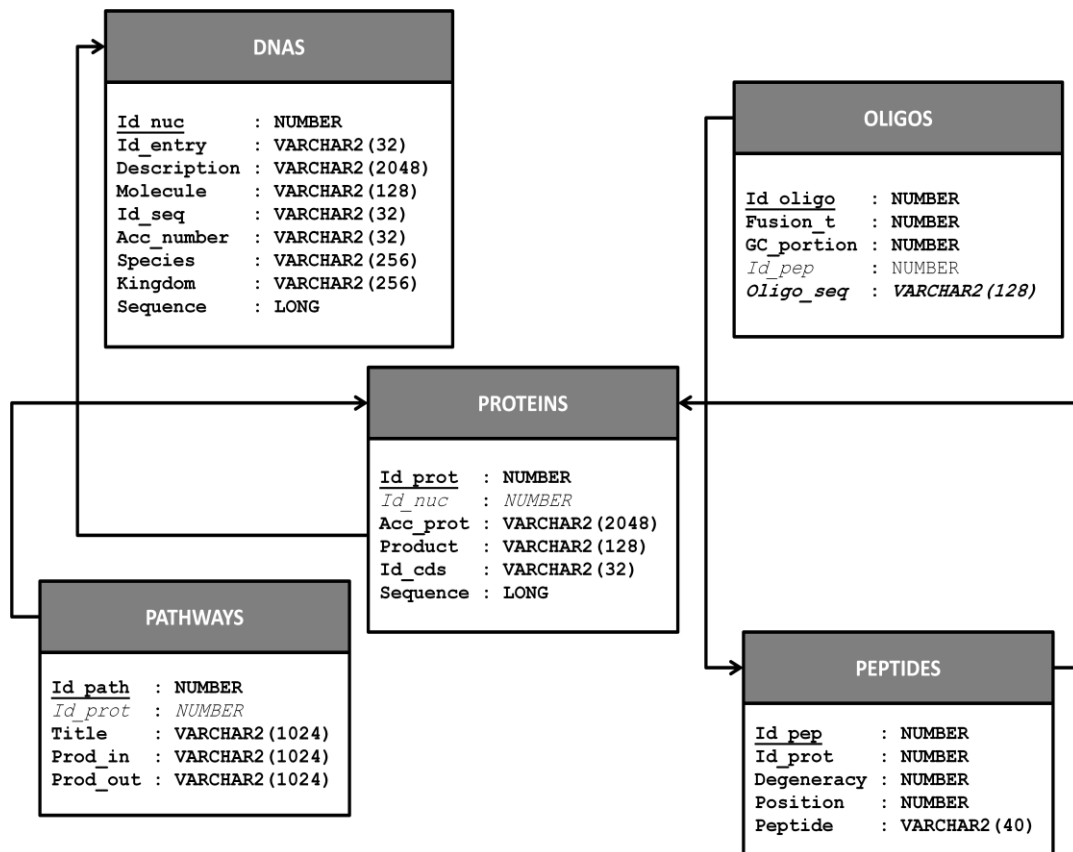 DNAS
Id_nuc : NUMBER
Id_entry : VARCHAR2(32)
Description : VARCHAR2(2048)
Molecule : VARCHAR2(128)
Id_seq : VARCHAR2(32)
Acc_number : VARCHAR2(32)
Species : VARCHAR2(256)
Kingdom : VARCHAR2(256)
Sequence : LONG
OLIGOS
Id_oligo : NUMBER
Fusion_t : NUMBER
GC_portion : NUMBER
Id_pep : NUMBER
Oligo_seq : VARCHAR2(128)
PROTEINS
Id_prot : NUMBER
Id_nuc : NUMBER
Acc_prot : VARCHAR2(2048)
Product : VARCHAR2(128)
Id_cds : VARCHAR2(32)
Sequence : LONG
PATHWAYS
Id_path : NUMBER
Id_prot : NUMBER
Title : VARCHAR2(1024)
Prod_in : VARCHAR2(1024)
Prod_out : VARCHAR2(1024)
PEPTIDES
Id_pep : NUMBER
Id_prot : NUMBER
Degeneracy : NUMBER
Position : NUMBER
Peptide : VARCHAR2(40)